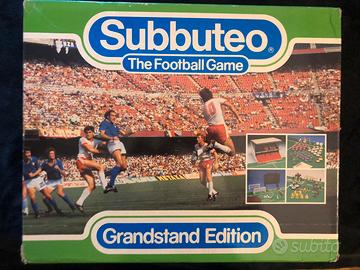 Subbuteo®
The Football Game
Grandstand Edition
subito